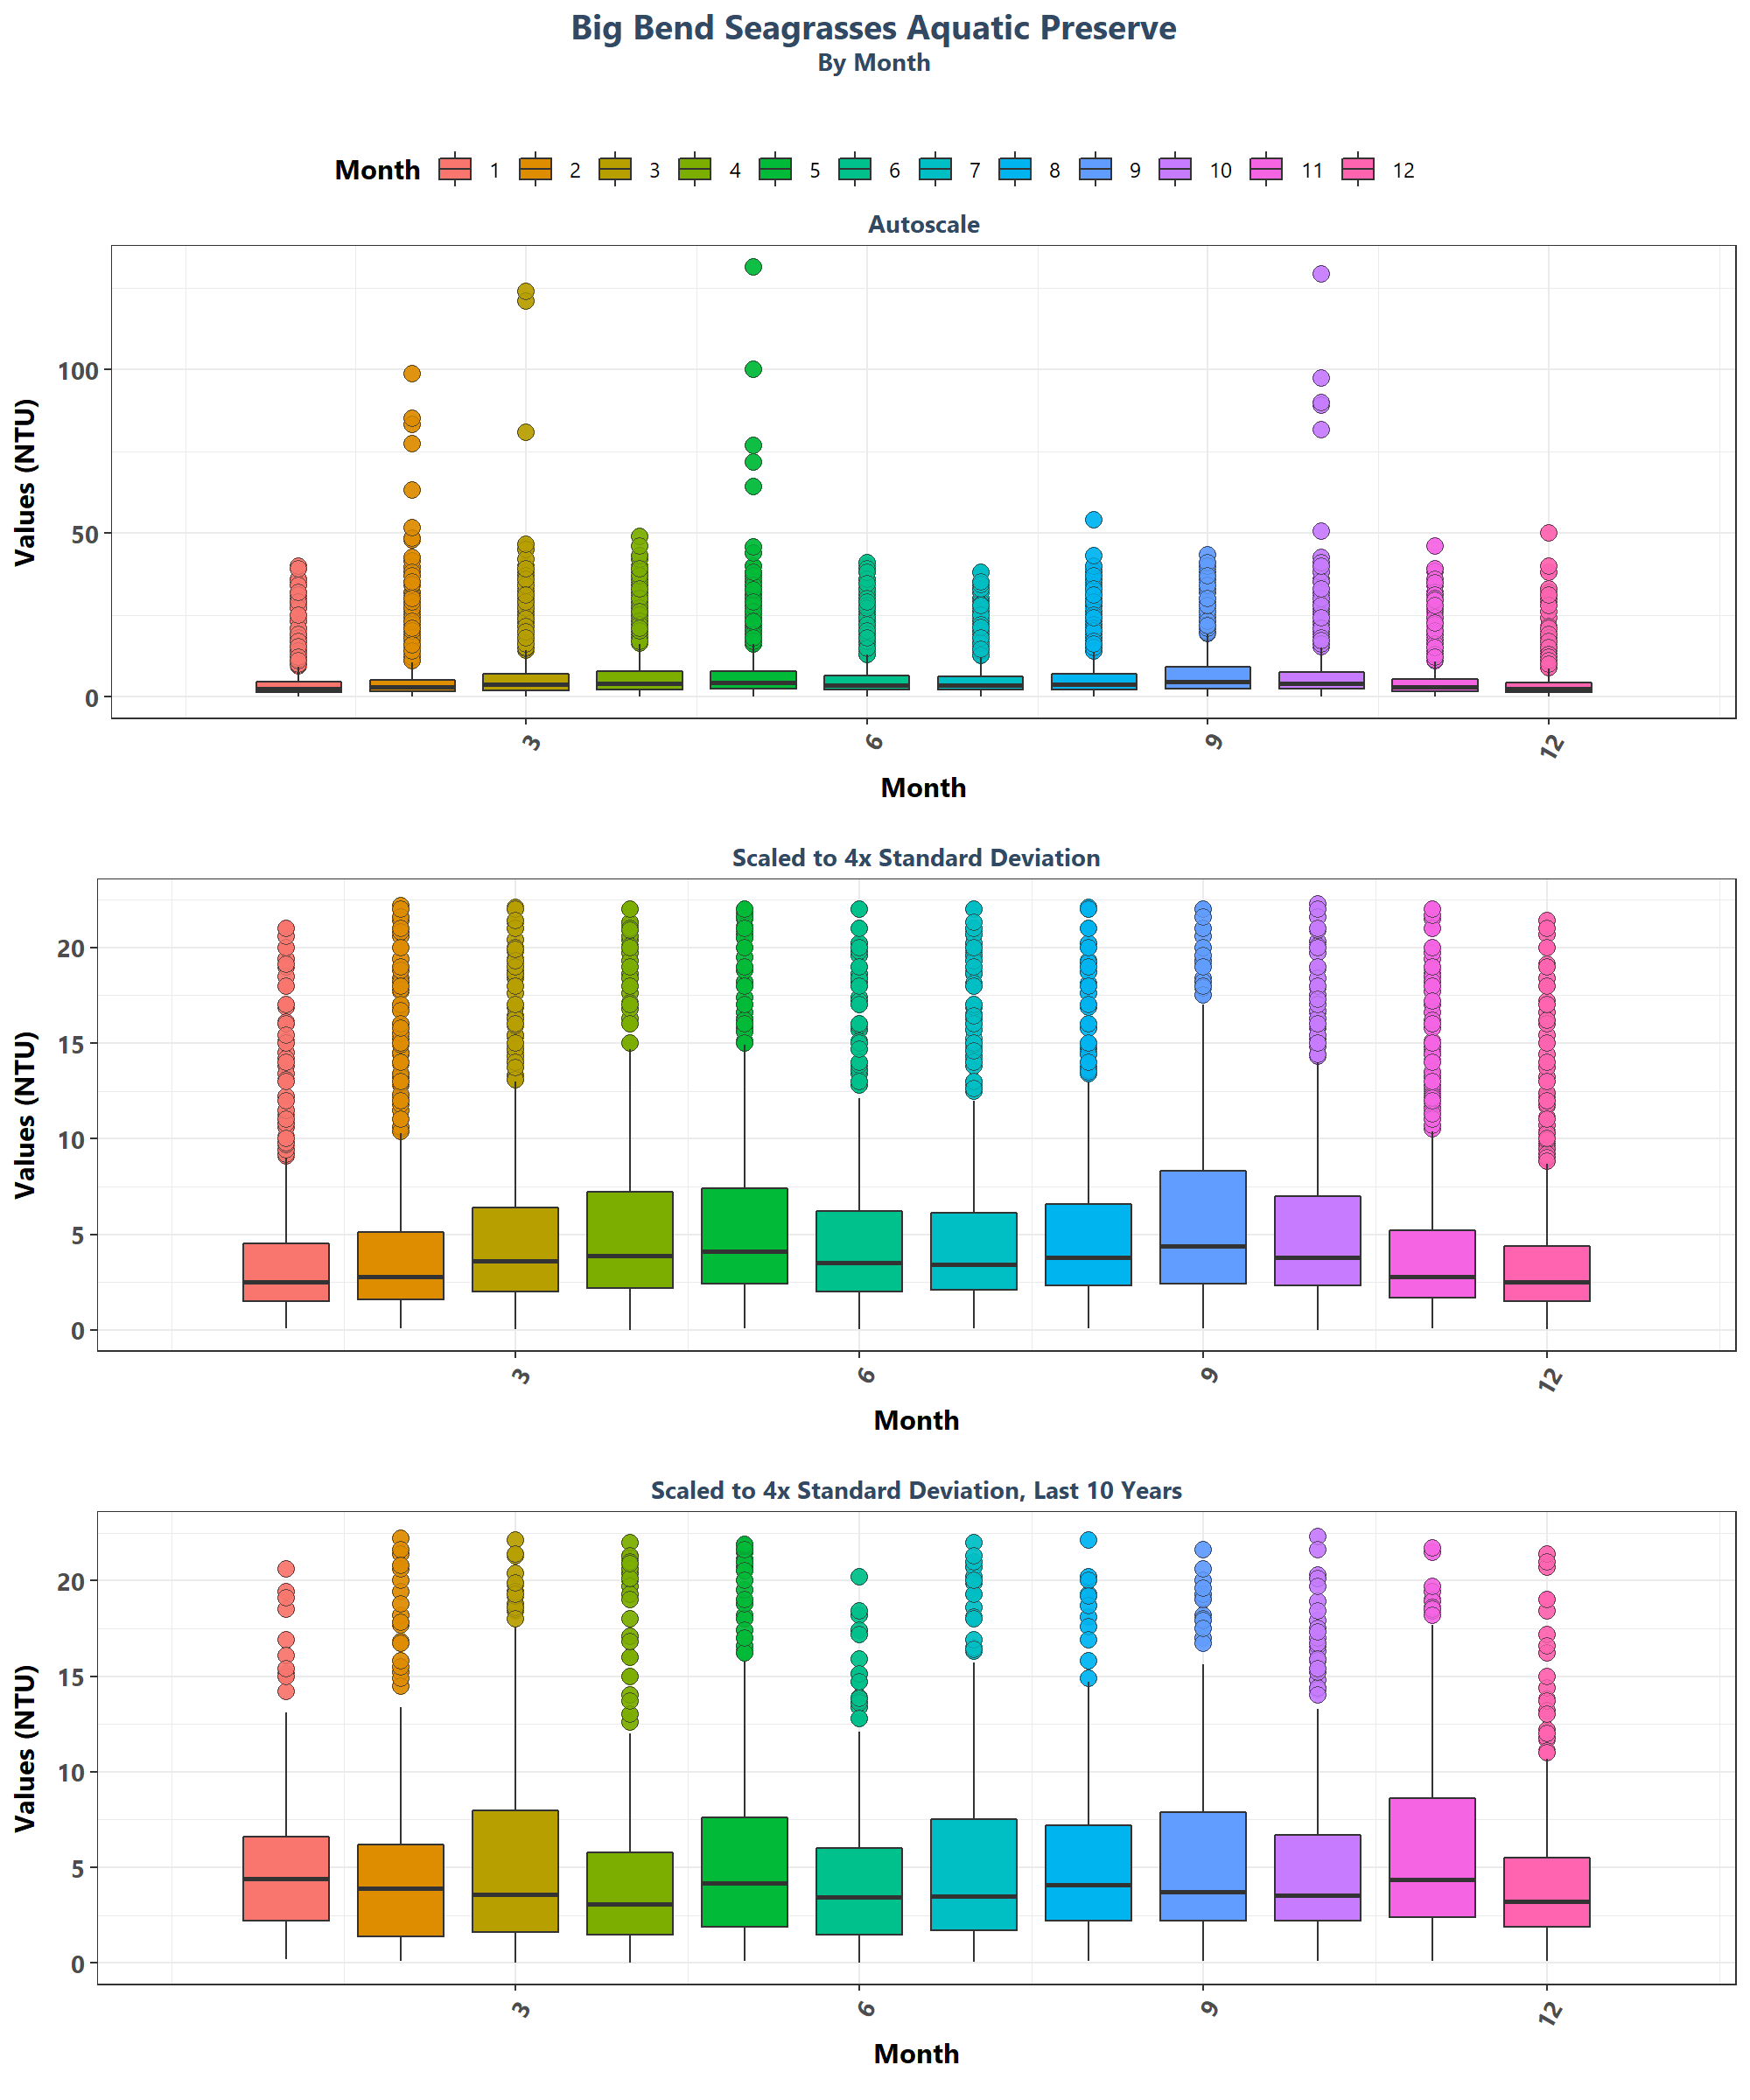 Big Bend Seagrasses Aquatic Preserve
By Month
Month 1 2 3 4 5 6 7 8 9 10 11 12
Autoscale
Values (NTU)
100
50
0
3 6 9 12
Month
Scaled to 4x Standard Deviation
Values (NTU)
20
15
10
5
0
3 6 9 12
Month
Scaled to 4x Standard Deviation, Last 10 Years
Values (NTU)
20
15
10
5
0
3 6 9 12
Month